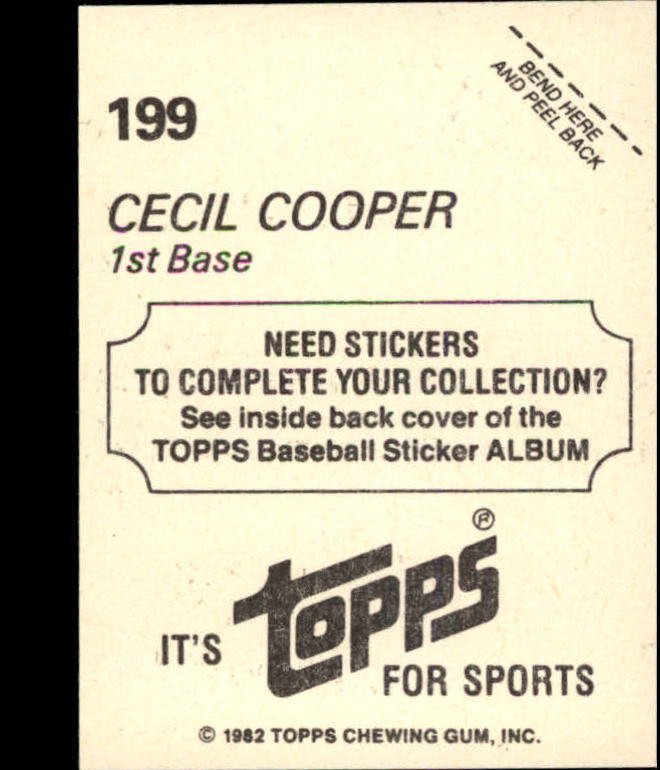 BEND HERE
AND PEEL BACK
199
CECIL COOPER
1st Base
NEED STICKERS
TO COMPLETE YOUR COLLECTION?
See inside back cover of the
TOPPS Baseball Sticker ALBUM
®
IT'S topps
FOR SPORTS
© 1982 TOPPS CHEWING GUM, INC.